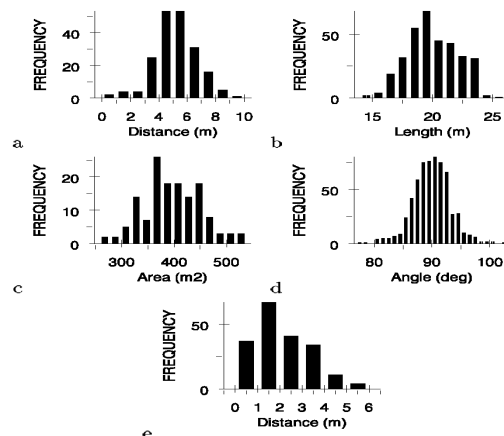 FREQUENCY
40
20
0
0 2 4 6 8 10
Distance (m)
a
FREQUENCY
50
0
15 20 25
Length (m)
b
FREQUENCY
20
10
0
300 400 500
Area (m2)
c
FREQUENCY
50
0
80 90 100
Angle (deg)
d
FREQUENCY
50
0
0 1 2 3 4 5 6
Distance (m)
e